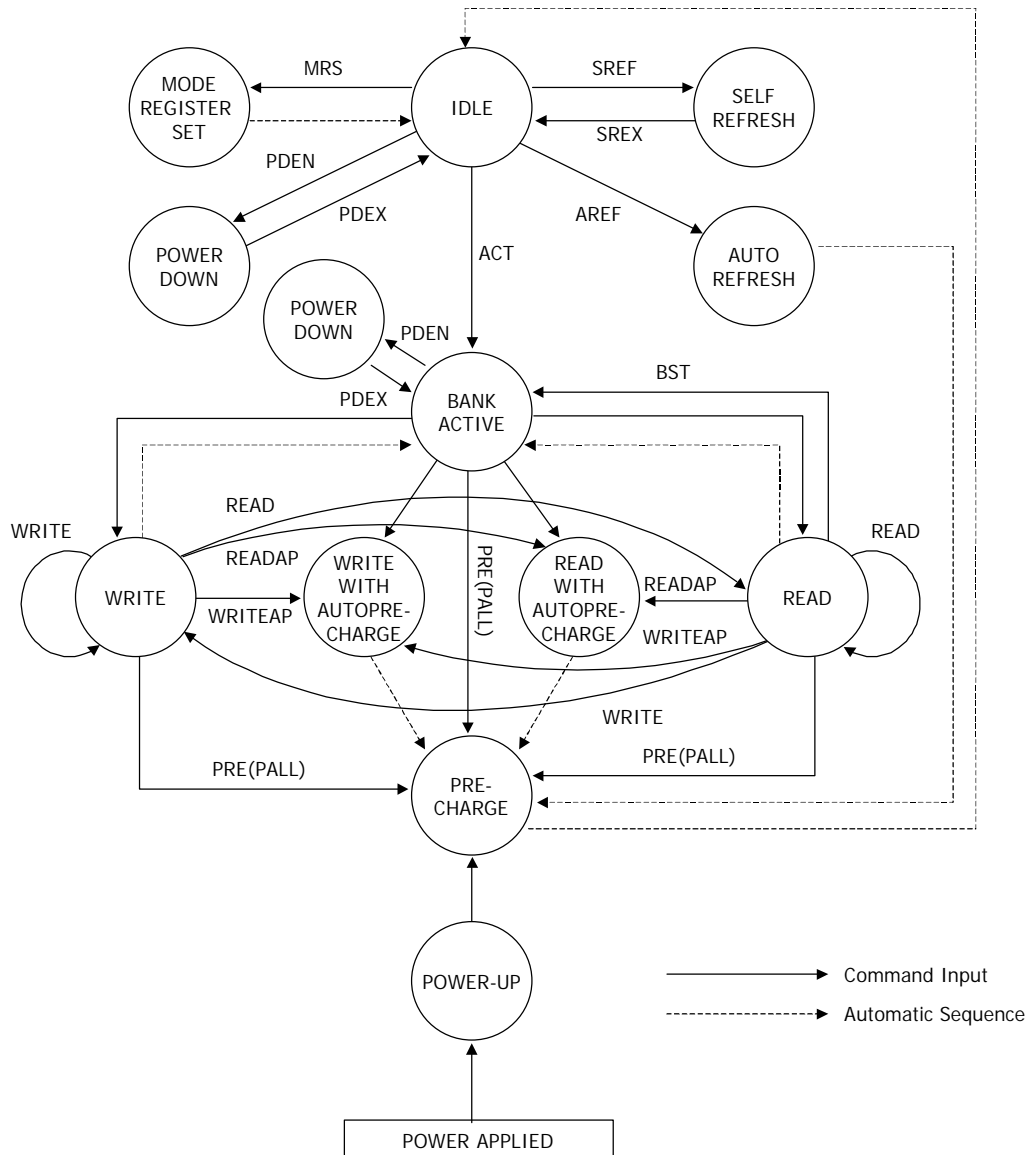 MRS
SREF
MODE
REGISTER
SET
IDLE
SELF
REFRESH
SREX
PDEN
PDEX
AREF
POWER
DOWN
ACT
AUTO
REFRESH
POWER
DOWN
PDEN
PDEX
BST
BANK
ACTIVE
WRITE
READ
READ
READAP
WRITE
WRITEAP
WRITE
WITH
AUTOPRE-
CHARGE
PRE(PALL)
READ
WITH
AUTOPRE-
CHARGE
READAP
WRITEAP
READ
WRITE
PRE(PALL)
PRE(PALL)
PRE-
CHARGE
POWER-UP
Command Input
Automatic Sequence
POWER APPLIED